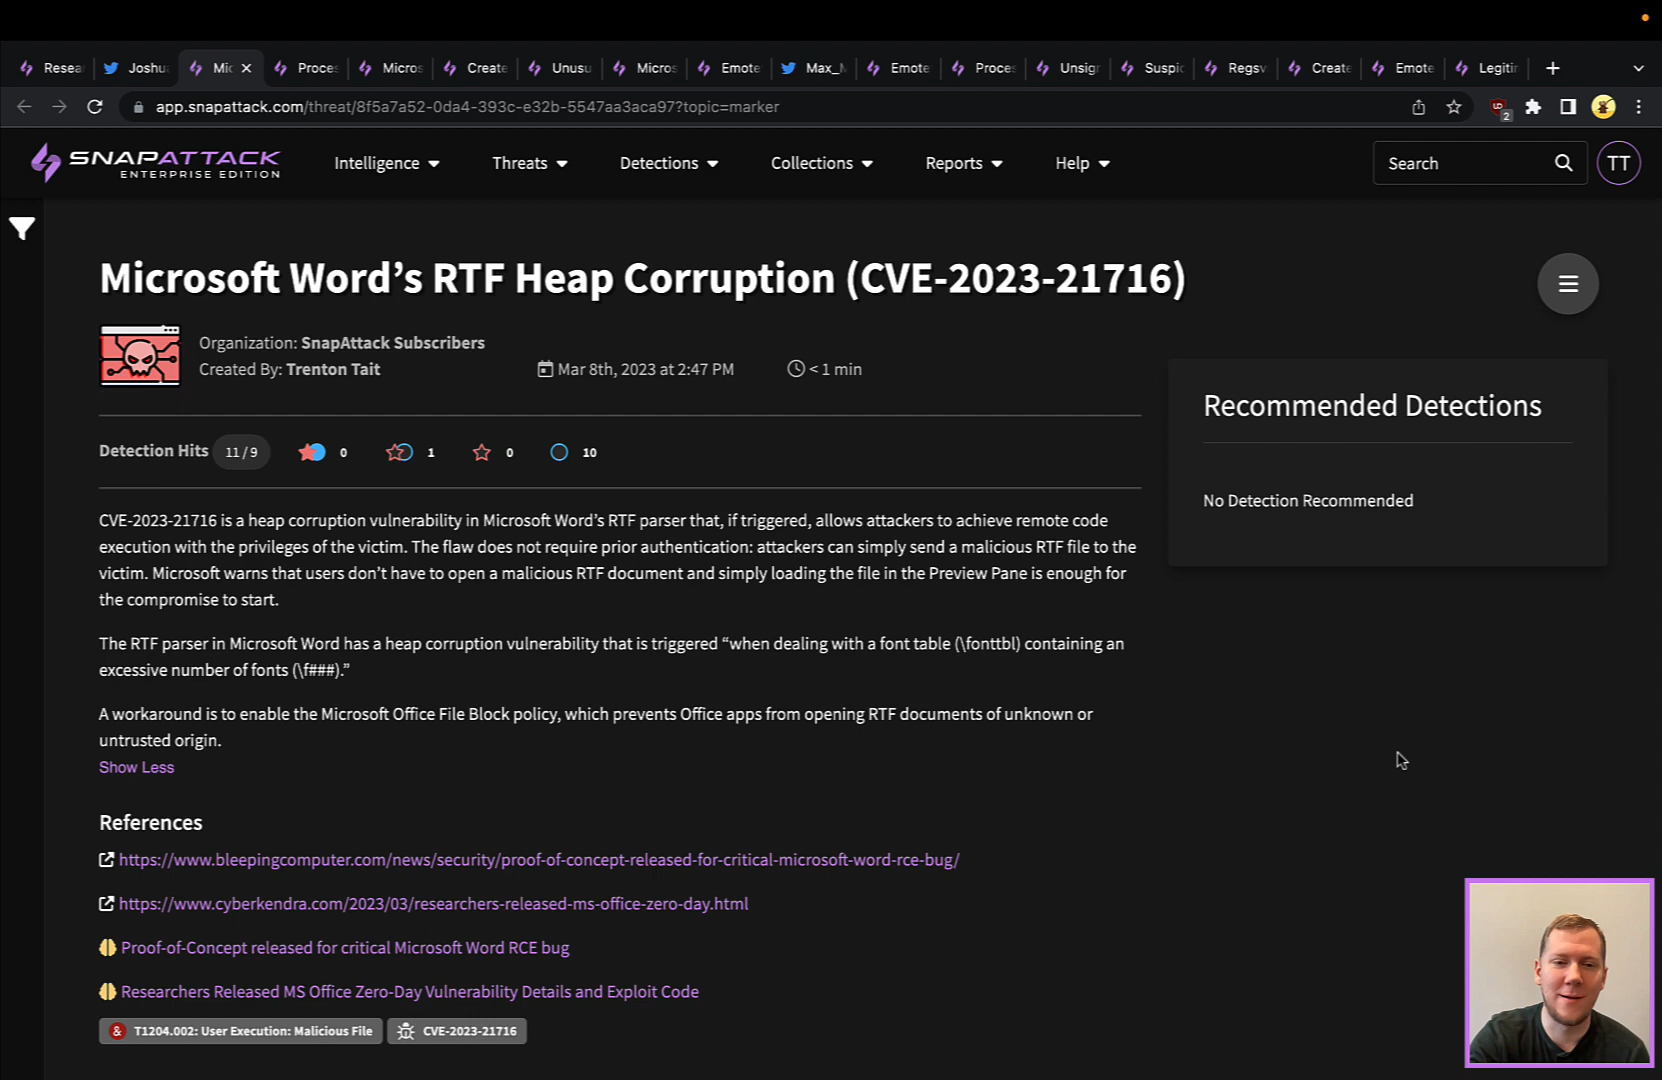 Resea
Joshu
Mic
Proces
Micros
Create
Unusu
Micros
Emote
Max_M
Emote
Proces
Unsig
Suspic
Regsv
Create
Emote
Legitir
app.snapattack.com/threat/8f5a7a52-0da4-393c-e32b-5547aa3aca97?topic=marker
2
SNAPATTACK
ENTERPRISE EDITION
Intelligence
Threats
Detections
Collections
Reports
Help
Search
TT
Microsoft Word’s RTF Heap Corruption (CVE-2023-21716)
Organization: SnapAttack Subscribers
Created By: Trenton Tait
Mar 8th, 2023 at 2:47 PM
< 1 min
Detection Hits 11 / 9 0 1 0 10
CVE-2023-21716 is a heap corruption vulnerability in Microsoft Word’s RTF parser that, if triggered, allows attackers to achieve remote code
execution with the privileges of the victim. The flaw does not require prior authentication: attackers can simply send a malicious RTF file to the
victim. Microsoft warns that users don’t have to open a malicious RTF document and simply loading the file in the Preview Pane is enough for
the compromise to start.
The RTF parser in Microsoft Word has a heap corruption vulnerability that is triggered “when dealing with a font table (\fonttbl) containing an
excessive number of fonts (\f###).”
A workaround is to enable the Microsoft Office File Block policy, which prevents Office apps from opening RTF documents of unknown or
untrusted origin.
Show Less
References
https://www.bleepingcomputer.com/news/security/proof-of-concept-released-for-critical-microsoft-word-rce-bug/
https://www.cyberkendra.com/2023/03/researchers-released-ms-office-zero-day.html
Proof-of-Concept released for critical Microsoft Word RCE bug
Researchers Released MS Office Zero-Day Vulnerability Details and Exploit Code
& T1204.002: User Execution: Malicious File
CVE-2023-21716
Recommended Detections
No Detection Recommended